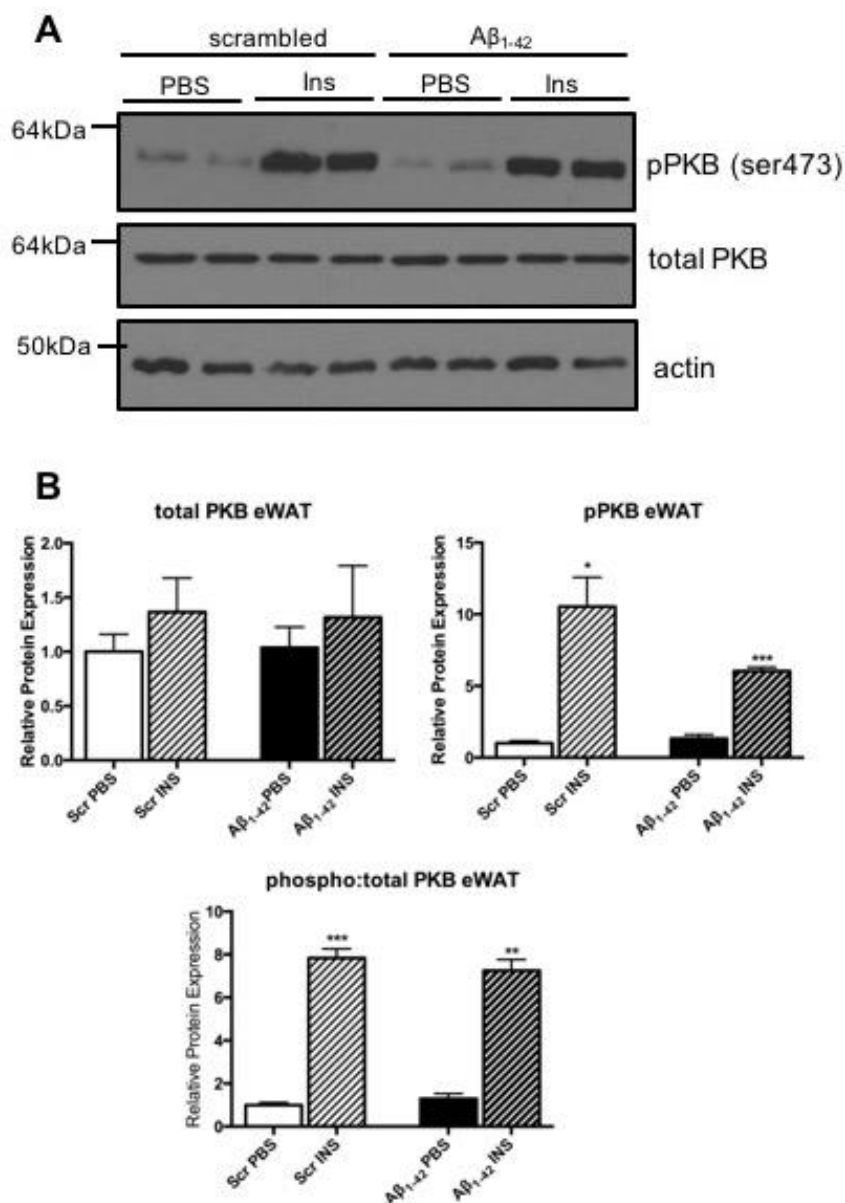 A
scrambled Aβ₁₋₄₂
PBS Ins PBS Ins
64kDa pPKB (ser473)
64kDa total PKB
50kDa actin
B
total PKB eWAT
Relative Protein Expression
2.0
1.5
1.0
0.5
0.0
Scr PBS
Scr INS
Aβ₁₋₄₂PBS
Aβ₁₋₄₂ INS
pPKB eWAT
Relative Protein Expression
15
10
5
0
*
***
Scr PBS
Scr INS
Aβ₁₋₄₂ PBS
Aβ₁₋₄₂ INS
phospho:total PKB eWAT
Relative Protein Expression
10
8
6
4
2
0
***
**
Scr PBS
Scr INS
Aβ₁₋₄₂ PBS
Aβ₁₋₄₂ INS